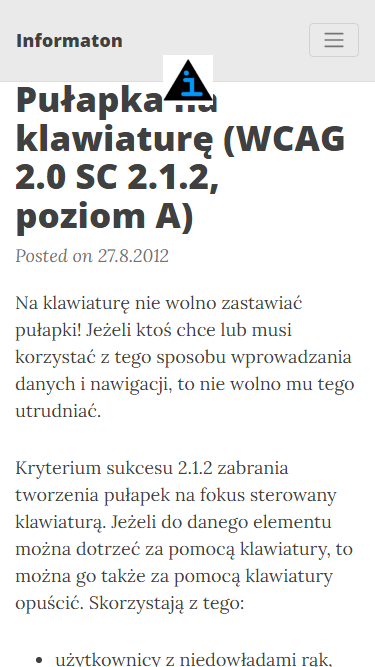 Informaton
Pułapka na
klawiaturę (WCAG
2.0 SC 2.1.2,
poziom A)
Posted on 27.8.2012
Na klawiaturę nie wolno zastawiać
pułapki! Jeżeli ktoś chce lub musi
korzystać z tego sposobu wprowadzania
danych i nawigacji, to nie wolno mu tego
utrudniać.
Kryterium sukcesu 2.1.2 zabrania
tworzenia pułapek na fokus sterowany
klawiaturą. Jeżeli do danego elementu
można dotrzeć za pomocą klawiatury, to
można go także za pomocą klawiatury
opuścić. Skorzystają z tego:
• użytkownicy z niedowładami rąk,